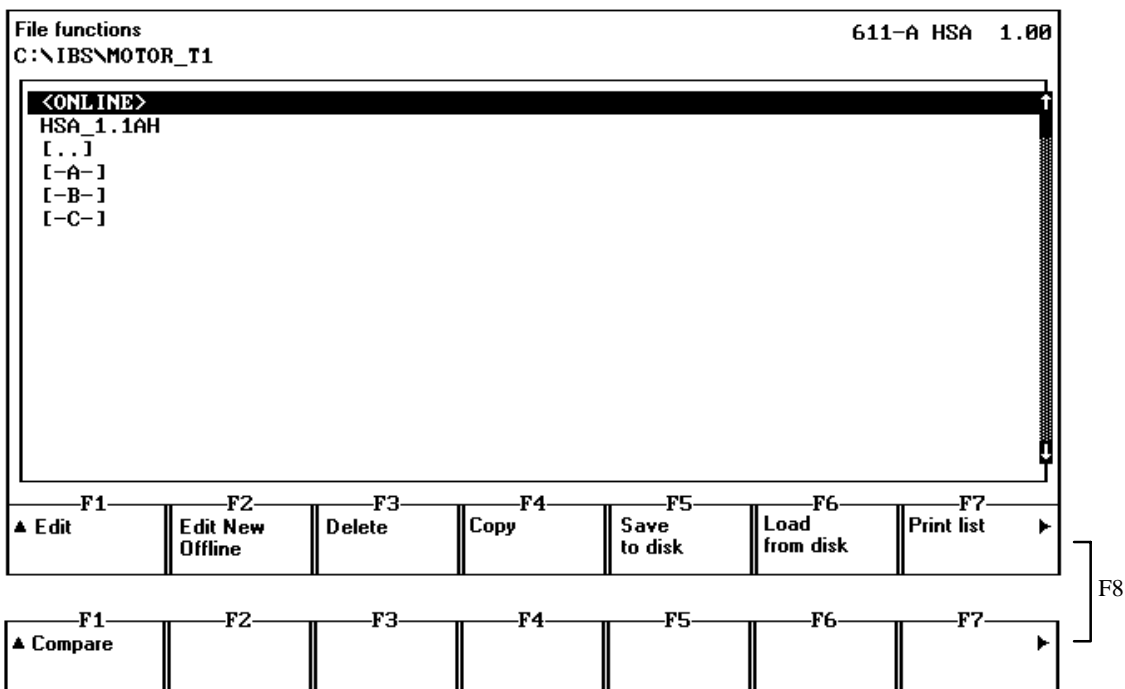 File functions 611-A HSA 1.00
C:\IBS\MOTOR_T1
<ONLINE>
HSA_1.1AH
[..]
[-A-]
[-B-]
[-C-]
F1 F2 F3 F4 F5 F6 F7
▲ Edit Edit New Delete Copy Save Load Print list ►
Offline to disk from disk
F8
F1 F2 F3 F4 F5 F6 F7
▲ Compare ►